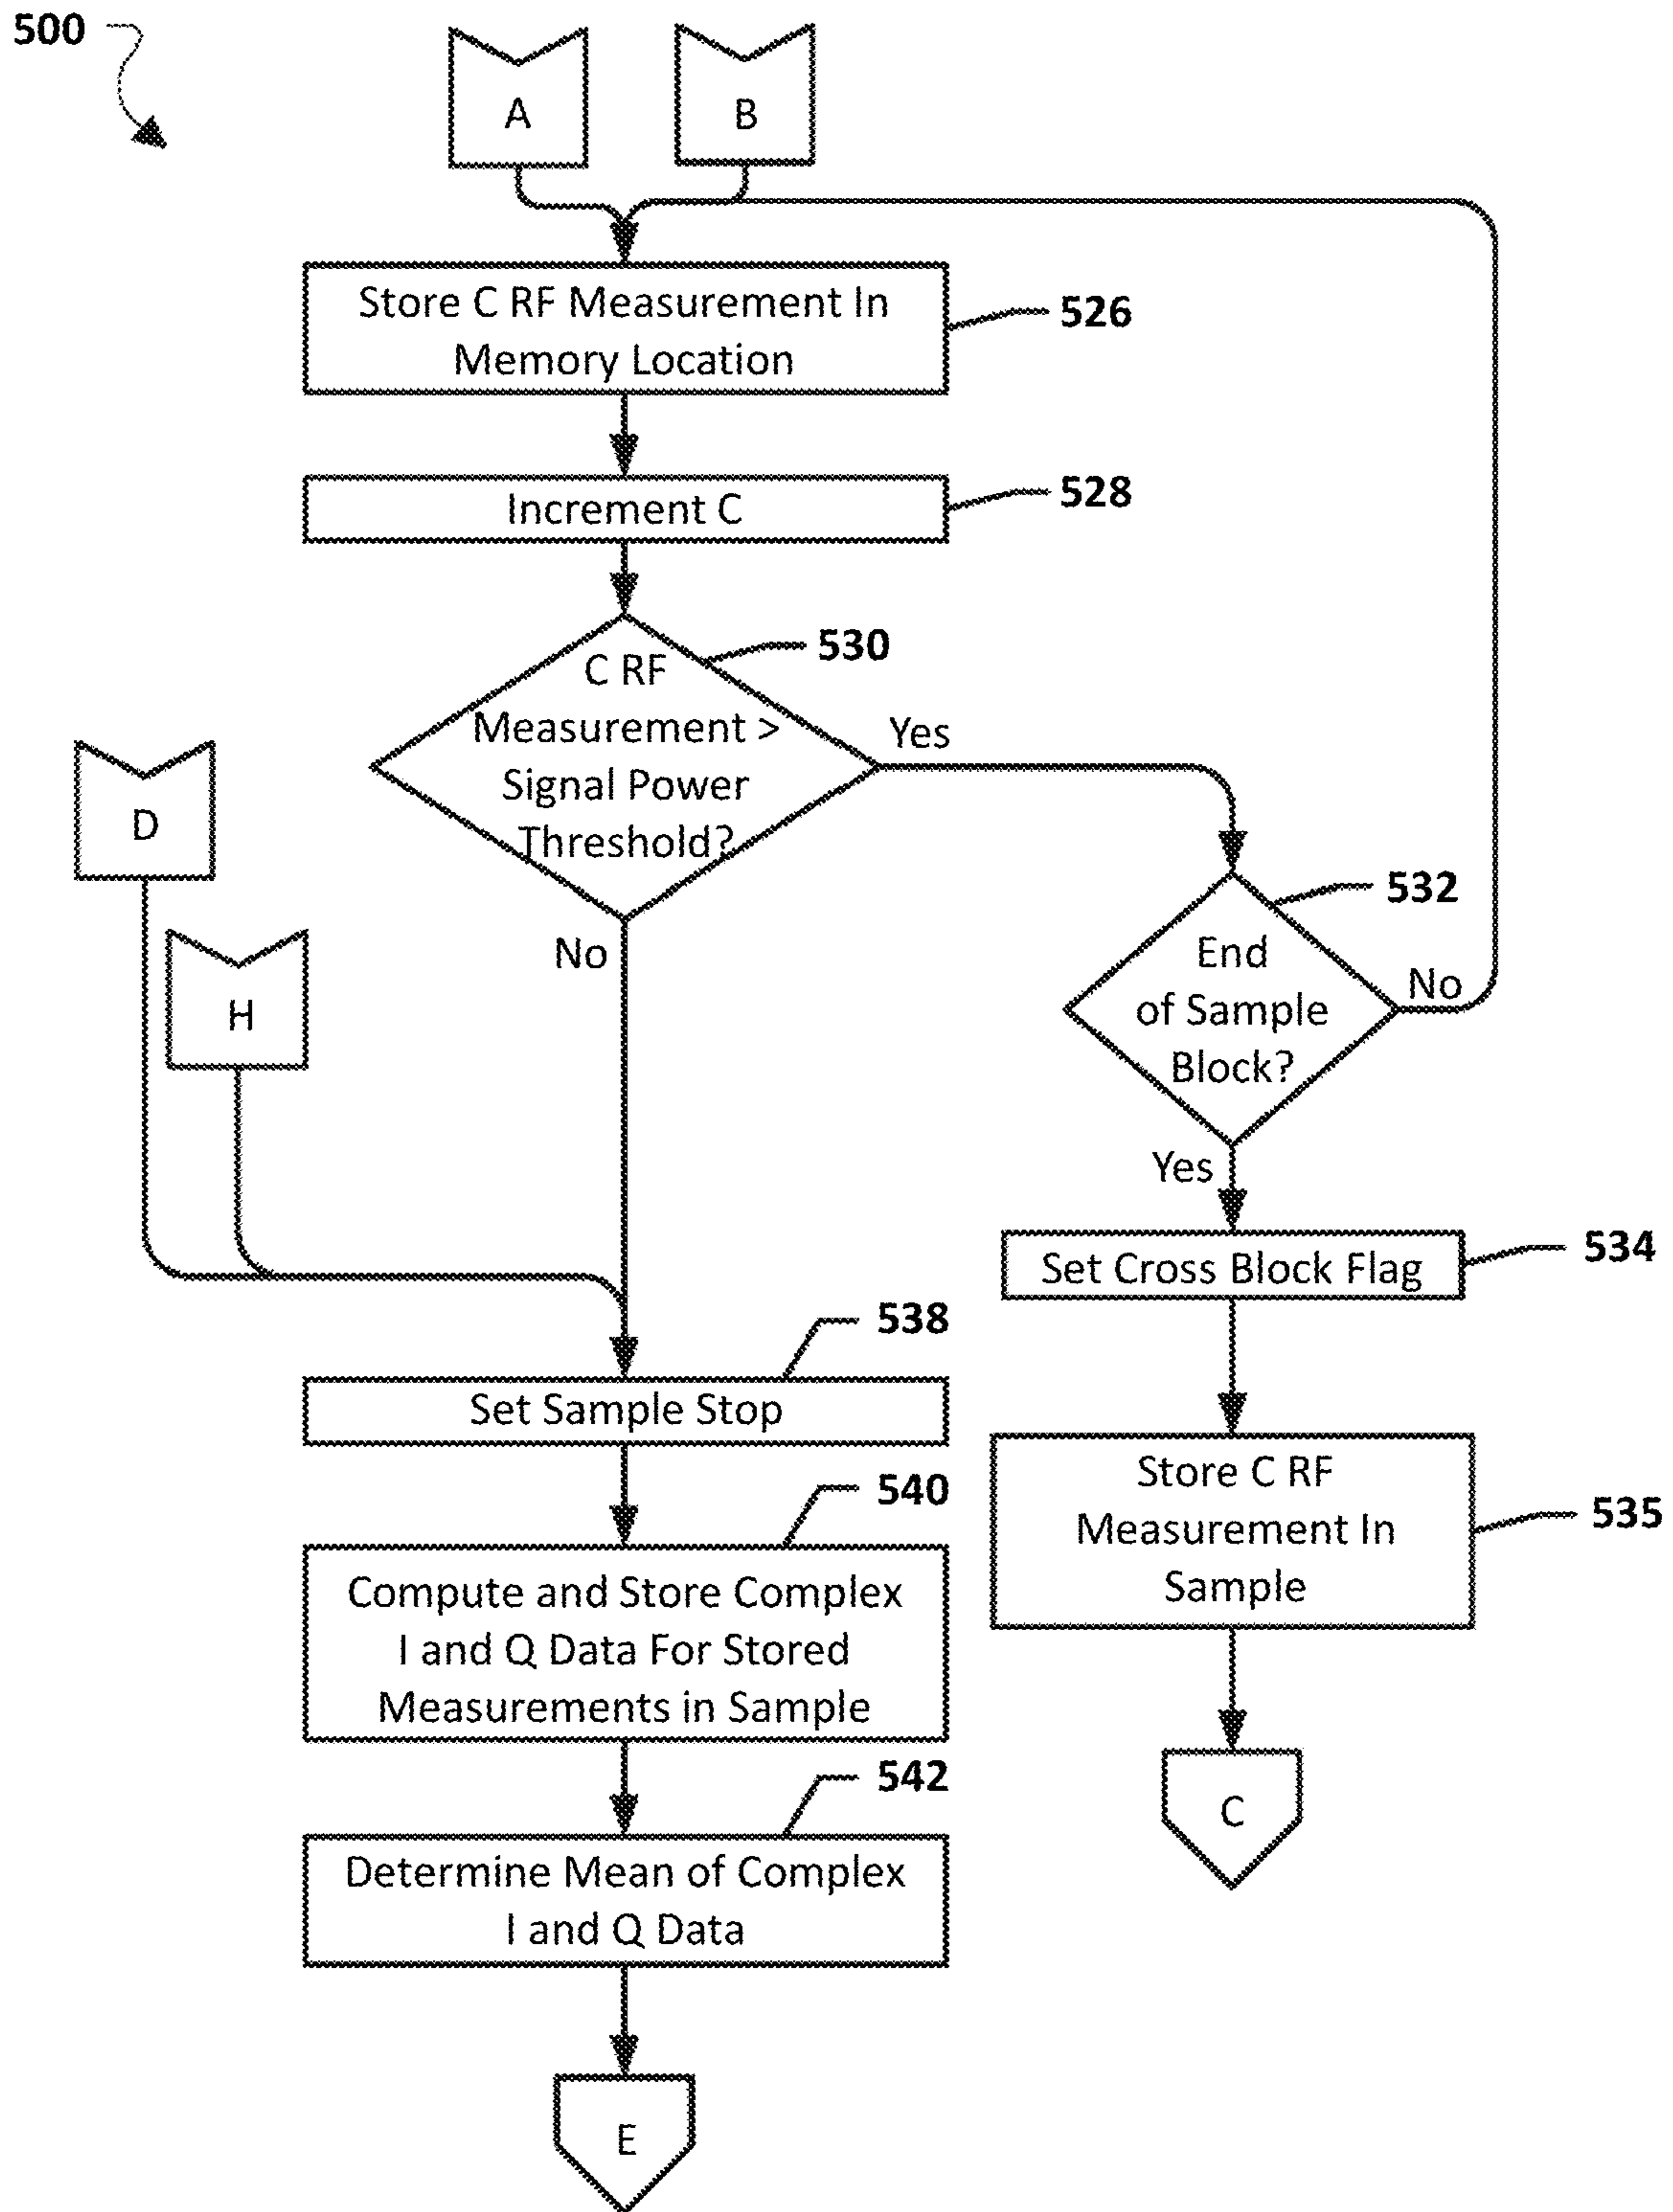 500
A
B
Store C RF Measurement In
Memory Location
526
Increment C
528
530
C RF
Measurement >
Signal Power
Threshold?
Yes
No
D
H
532
End
of Sample
Block?
No
Yes
Set Cross Block Flag
534
538
Set Sample Stop
Store C RF
Measurement In
Sample
535
540
Compute and Store Complex
I and Q Data For Stored
Measurements in Sample
542
Determine Mean of Complex
I and Q Data
C
E